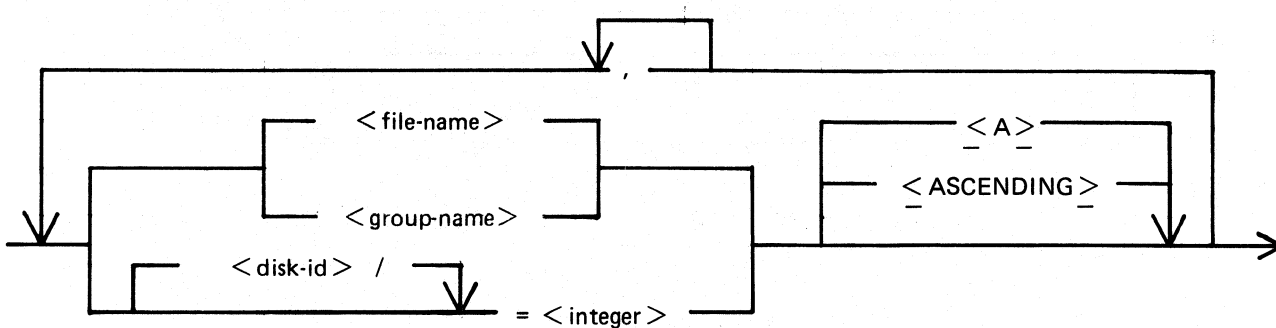 ,
<file-name>
<A>
<ASCENDING>
<group-name>
<disk-id> /
= <integer>